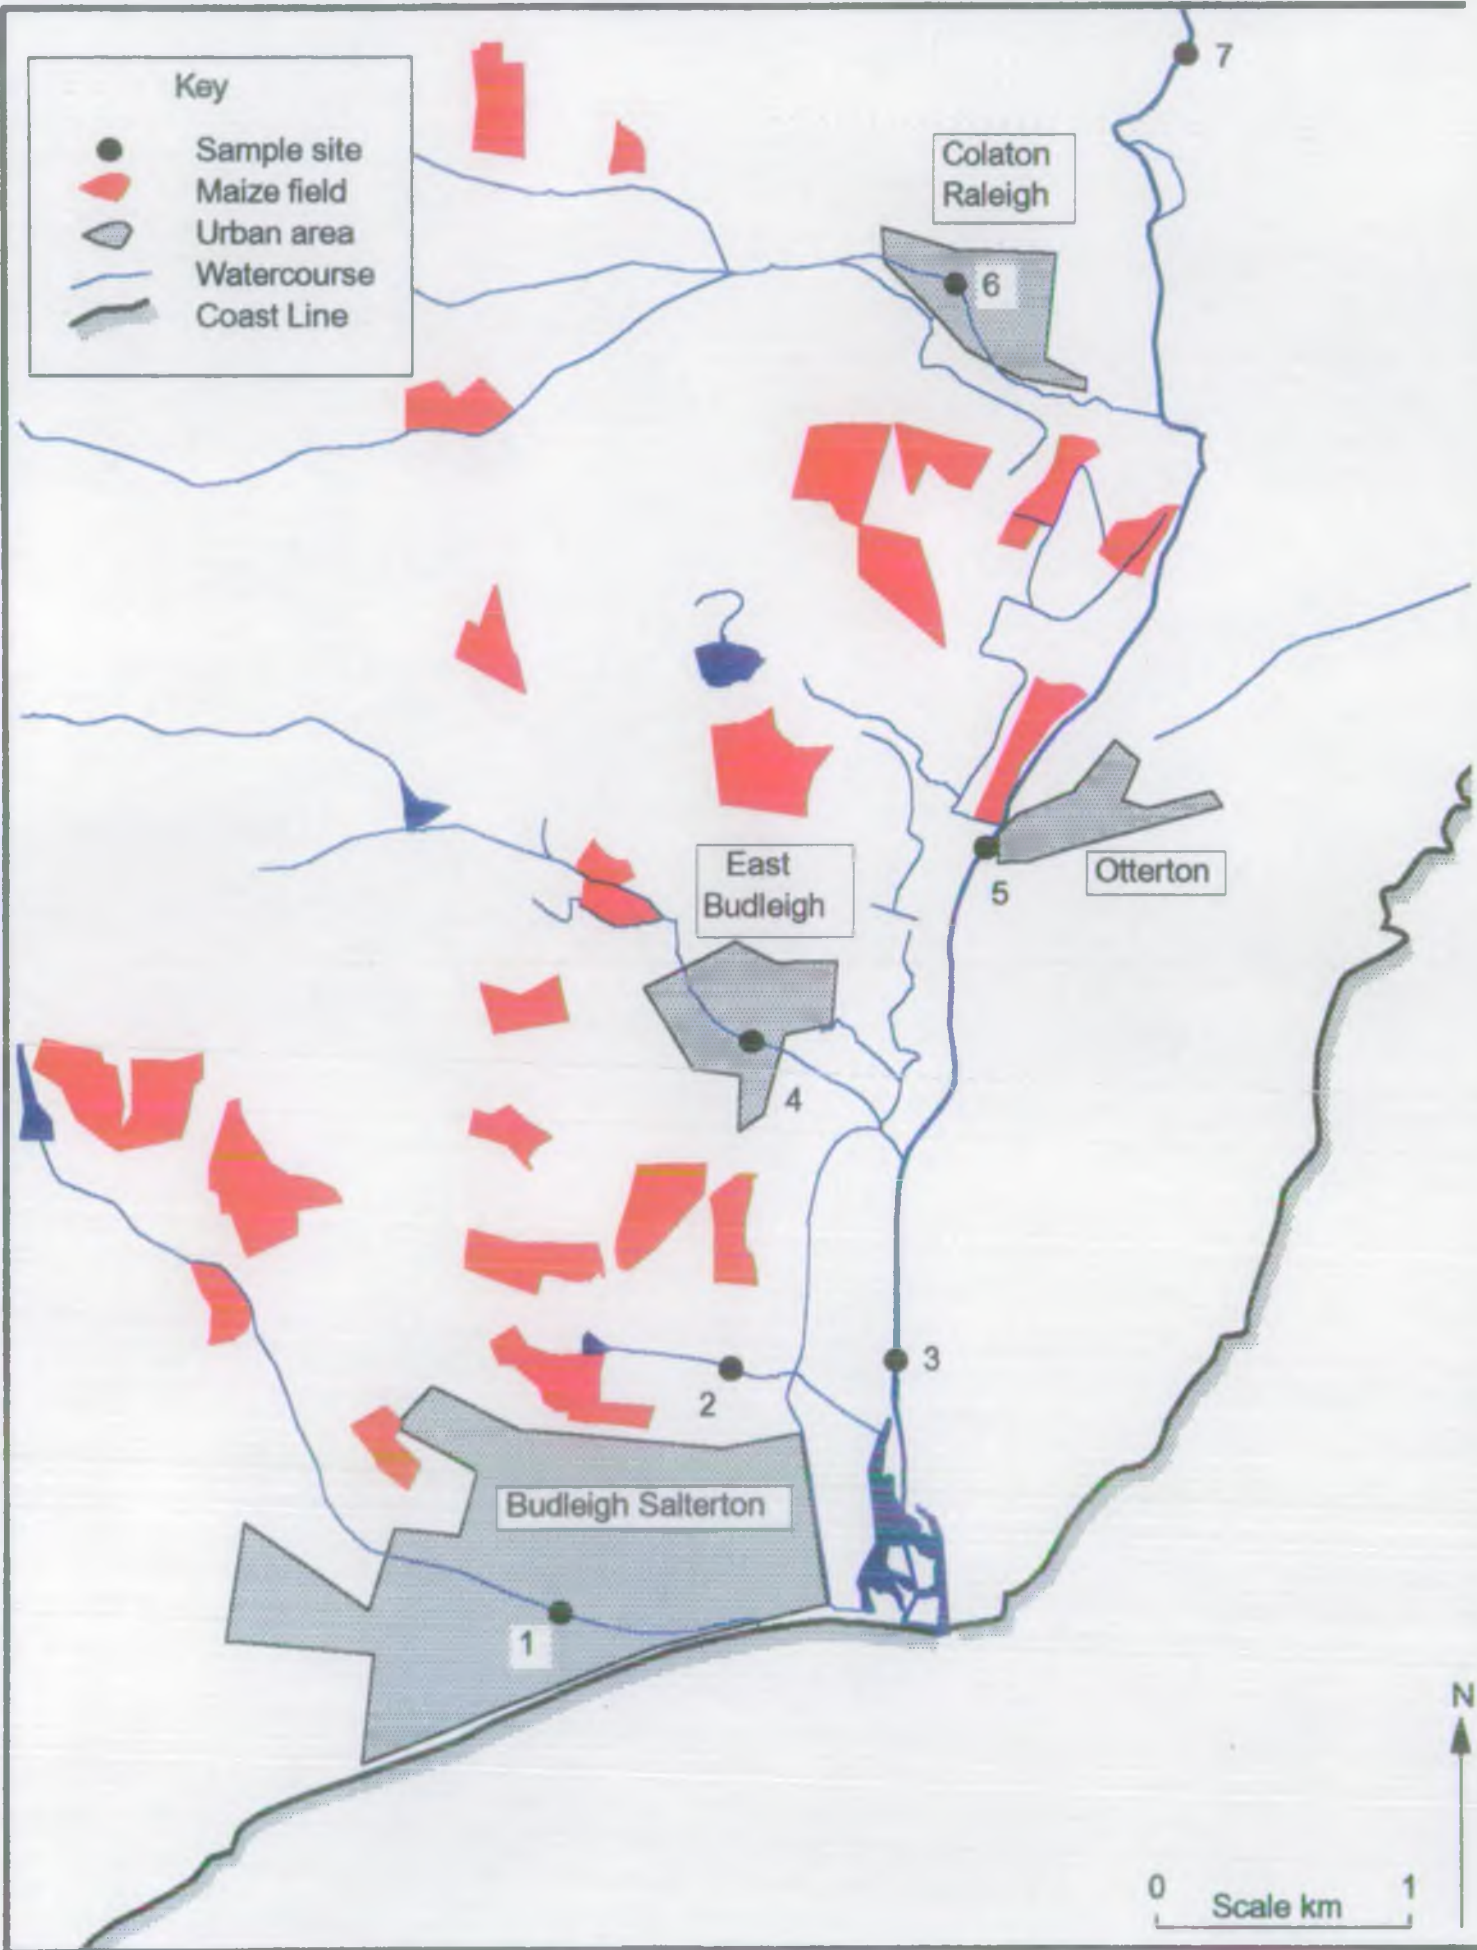 Key
Sample site
Maize field
Urban area
Watercourse
Coast Line
7
Colaton
Raleigh
6
East
Budleigh
Otterton
5
4
3
2
Budleigh Salterton
1
N
0
1
Scale km